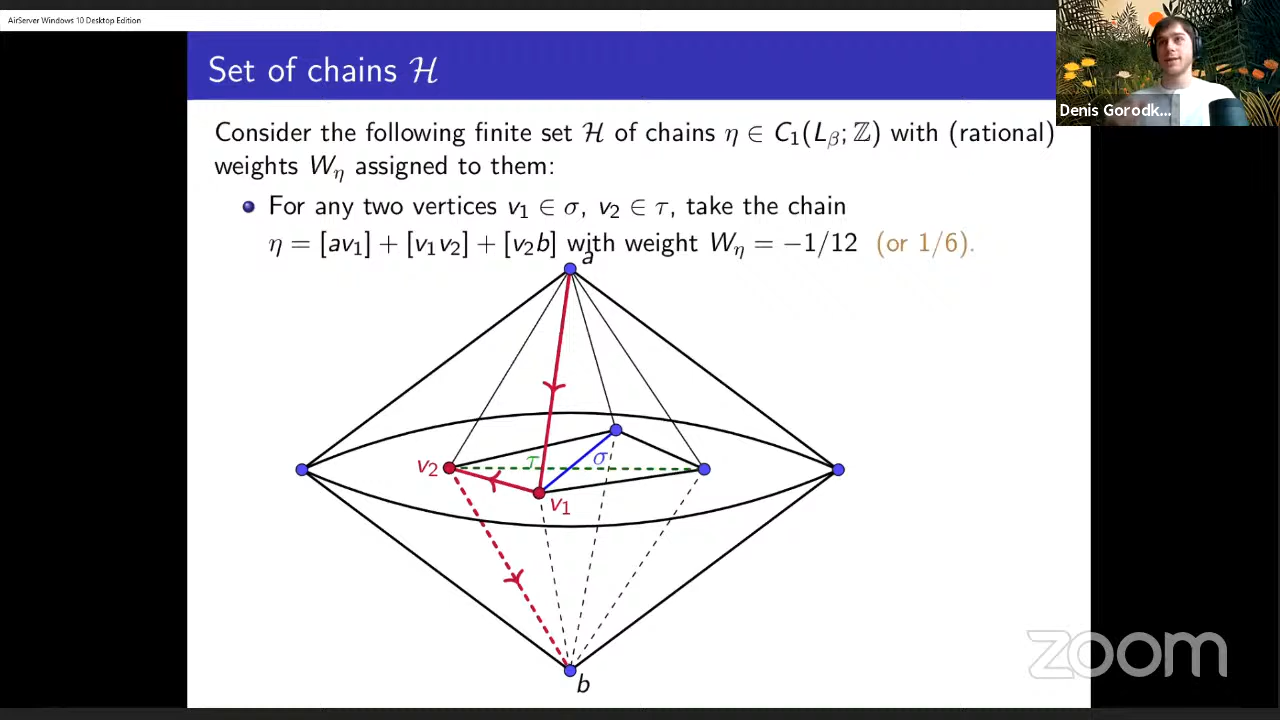 AirServer Windows 10 Desktop Edition
Set of chains ℋ
Denis Gorodk...
Consider the following finite set ℋ of chains η ∈ C₁(L_β; ℤ) with (rational)
weights W_η assigned to them:
For any two vertices v₁ ∈ σ, v₂ ∈ τ, take the chain
η = [av₁] + [v₁v₂] + [v₂b] with weight W_η = −1/12 (or 1/6).
a
v₂
τ
σ
v₁
b
zoom